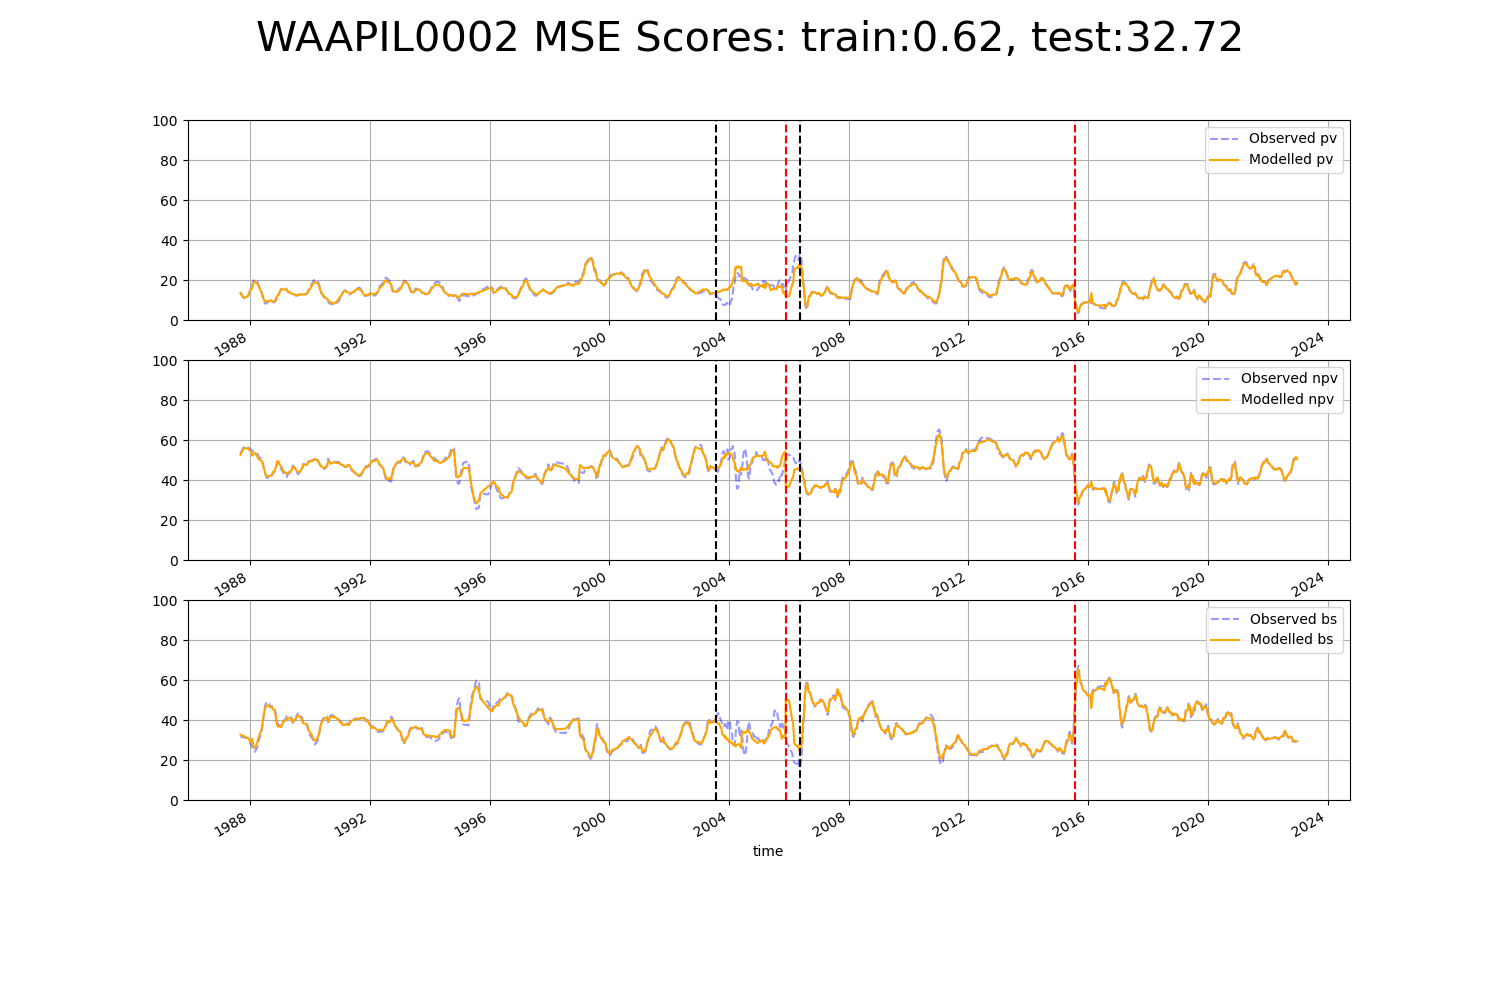 WAAPIL0002 MSE Scores: train:0.62, test:32.72
100
80
60
40
20
0
Observed pv
Modelled pv
1988 1992 1996 2000 2004 2008 2012 2016 2020 2024
100
80
60
40
20
0
Observed npv
Modelled npv
1988 1992 1996 2000 2004 2008 2012 2016 2020 2024
100
80
60
40
20
0
Observed bs
Modelled bs
1988 1992 1996 2000 2004 2008 2012 2016 2020 2024
time